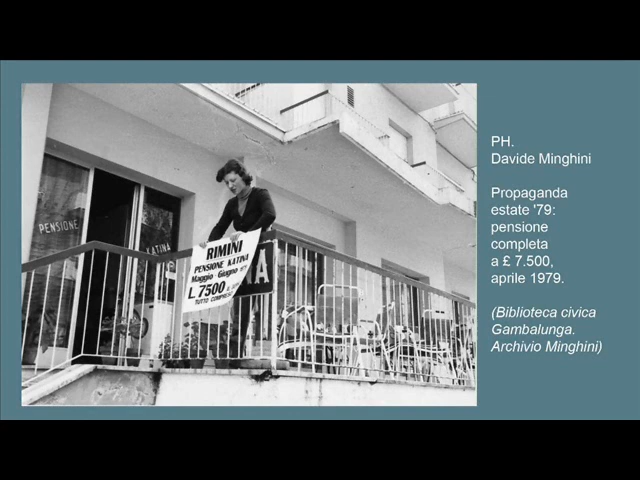 PENSIONE
KATINA
RIMINI
PENSIONE KATINA
Maggio Giugno
L. 7500
TUTTO COMPRESO
PH.
Davide Minghini
Propaganda
estate '79:
pensione
completa
a £ 7.500,
aprile 1979.
(Biblioteca civica
Gambalunga.
Archivio Minghini)